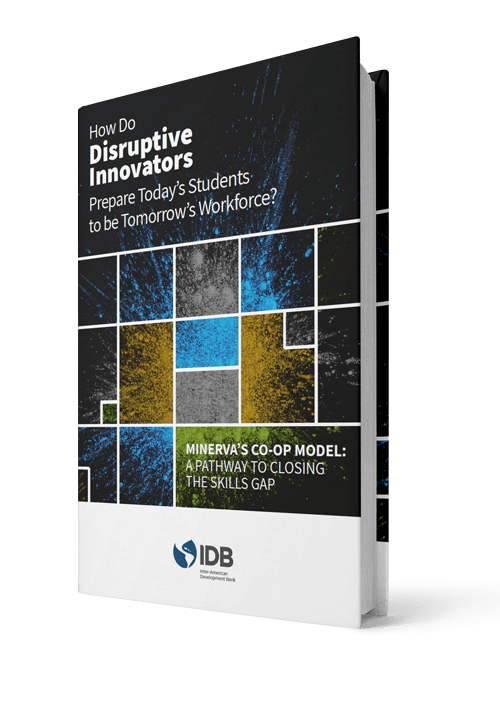 How Do
Disruptive
Innovators
Prepare Today's Students
to be Tomorrow's Workforce?
MINERVA'S CO-OP MODEL:
A PATHWAY TO CLOSING
THE SKILLS GAP
IDB
Inter-American
Development Bank